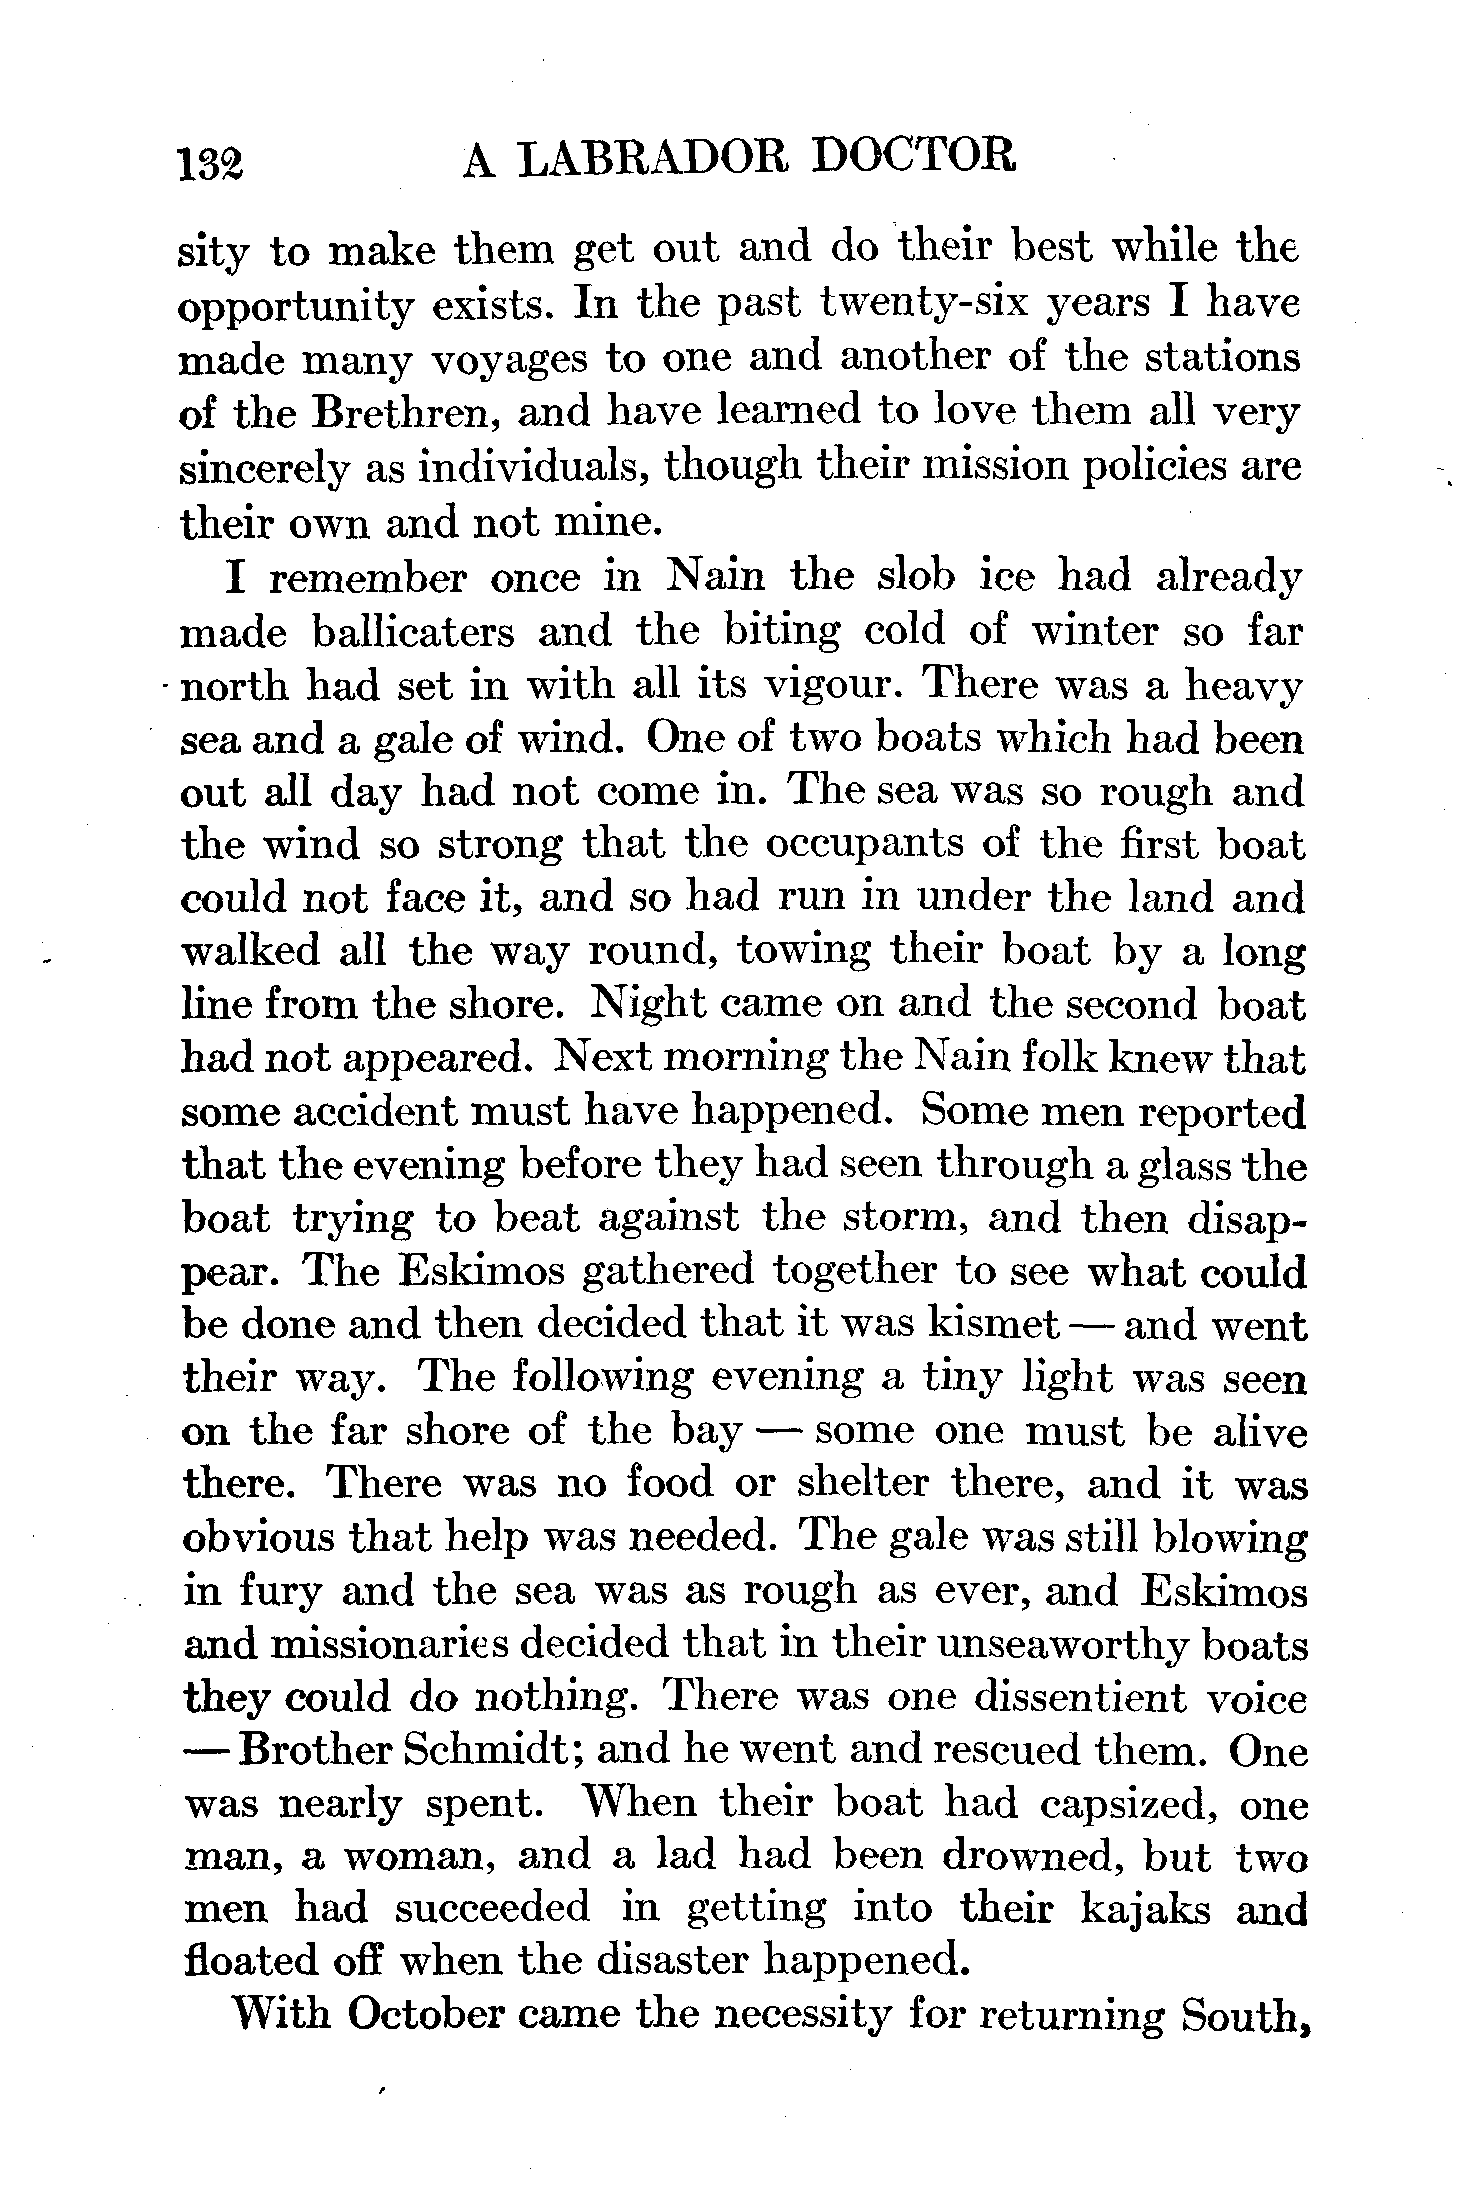 132 A LABRADOR DOCTOR
sity to make them get out and do their best while the
opportunity exists. In the past twenty-six years I have
made many voyages to one and another of the stations
of the Brethren, and have learned to love them all very
sincerely as individuals, though their mission policies are
their own and not mine.
I remember once in Nain the slob ice had already
made ballicaters and the biting cold of winter so far
north had set in with all its vigour. There was a heavy
sea and a gale of wind. One of two boats which had been
out all day had not come in. The sea was so rough and
the wind so strong that the occupants of the first boat
could not face it, and so had run in under the land and
walked all the way round, towing their boat by a long
line from the shore. Night came on and the second boat
had not appeared. Next morning the Nain folk knew that
some accident must have happened. Some men reported
that the evening before they had seen through a glass the
boat trying to beat against the storm, and then disap-
pear. The Eskimos gathered together to see what could
be done and then decided that it was kismet — and went
their way. The following evening a tiny light was seen
on the far shore of the bay — some one must be alive
there. There was no food or shelter there, and it was
obvious that help was needed. The gale was still blowing
in fury and the sea was as rough as ever, and Eskimos
and missionaries decided that in their unseaworthy boats
they could do nothing. There was one dissentient voice
— Brother Schmidt; and he went and rescued them. One
was nearly spent. When their boat had capsized, one
man, a woman, and a lad had been drowned, but two
men had succeeded in getting into their kajaks and
floated off when the disaster happened.
With October came the necessity for returning South,